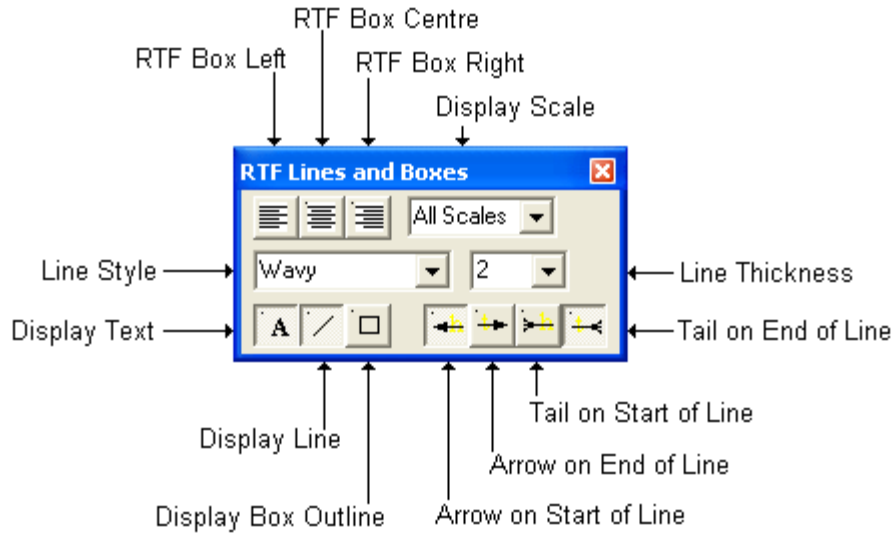 RTF Box Centre
RTF Box Left
RTF Box Right
Display Scale
RTF Lines and Boxes
All Scales
Line Style
Wavy
2
Line Thickness
Display Text
A
Tail on End of Line
Tail on Start of Line
Display Line
Arrow on End of Line
Display Box Outline
Arrow on Start of Line